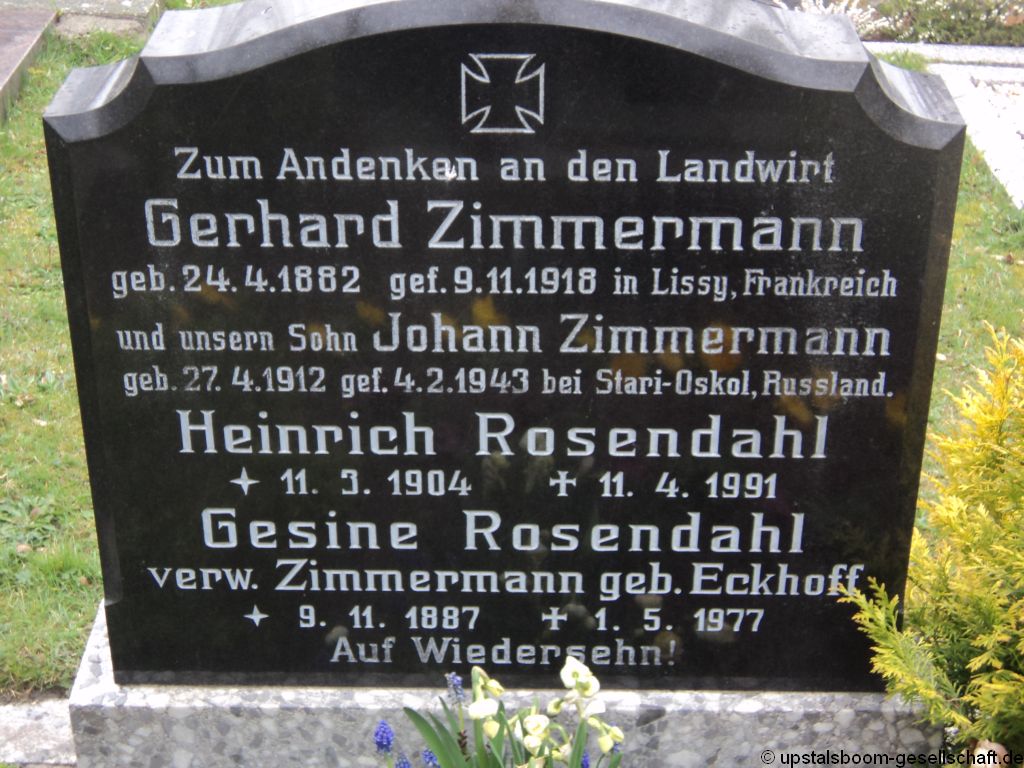 Zum Andenken an den Landwirt
Gerhard Zimmermann
geb. 24. 4. 1882 gef. 9. 11. 1918 in Lissy, Frankreich
und unsern Sohn Johann Zimmermann
geb. 27. 4. 1912 gef. 4. 2. 1943 bei Stari-Oskol, Russland.
Heinrich Rosendahl
✦ 11. 3. 1904 ✝ 11. 4. 1991
Gesine Rosendahl
verw. Zimmermann geb. Eckhoff
✦ 9. 11. 1887 ✝ 1. 5. 1977
Auf Wiedersehn!
© upstalsboom-gesellschaft.de